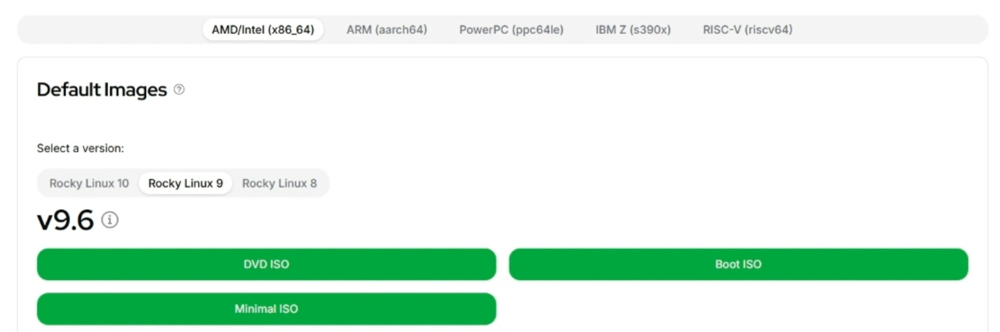 AMD/Intel (x86_64) ARM (aarch64) PowerPC (ppc64le) IBM Z (s390x) RISC-V (riscv64)
Default Images
Select a version:
Rocky Linux 10 Rocky Linux 9 Rocky Linux 8
v9.6
DVD ISO Boot ISO
Minimal ISO